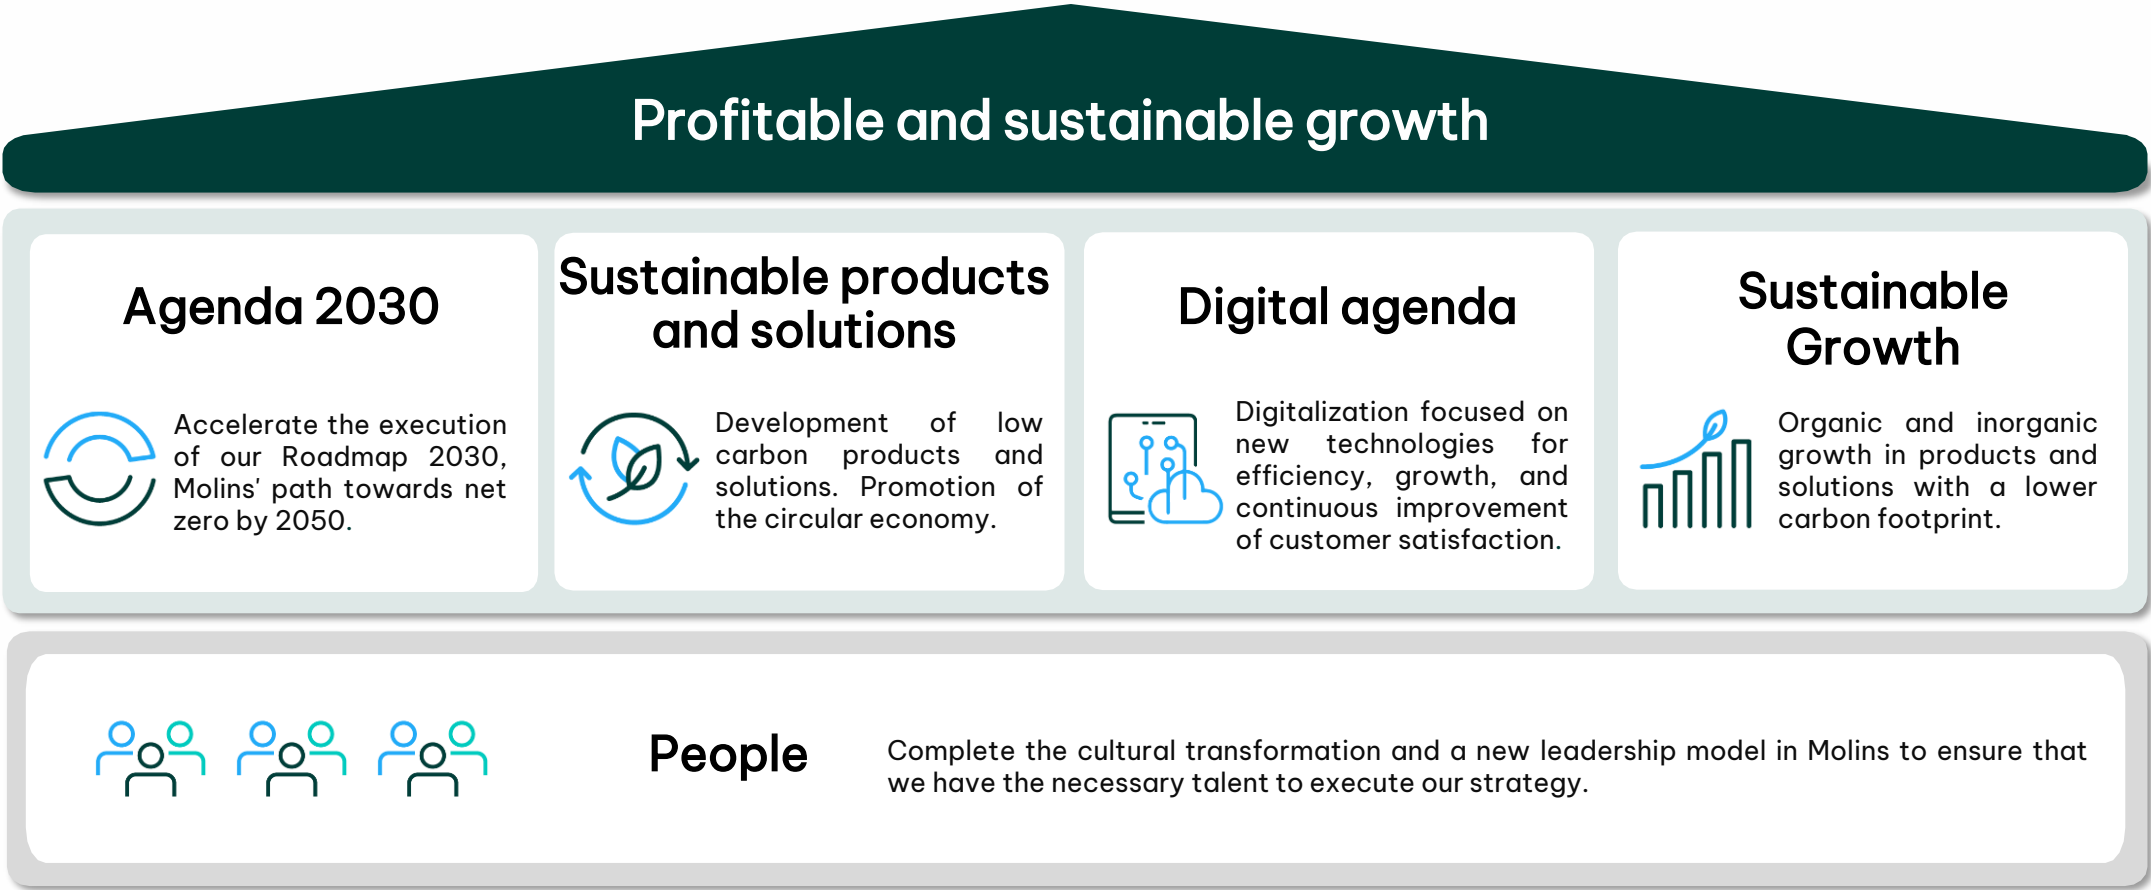 Profitable and sustainable growth
Agenda 2030
Accelerate the execution
of our Roadmap 2030,
Molins' path towards net
zero by 2050.
Sustainable products
and solutions
Development of low
carbon products and
solutions. Promotion of
the circular economy.
Digital agenda
Digitalization focused on
new technologies for
efficiency, growth, and
continuous improvement
of customer satisfaction.
Sustainable
Growth
Organic and inorganic
growth in products and
solutions with a lower
carbon footprint.
People
Complete the cultural transformation and a new leadership model in Molins to ensure that
we have the necessary talent to execute our strategy.